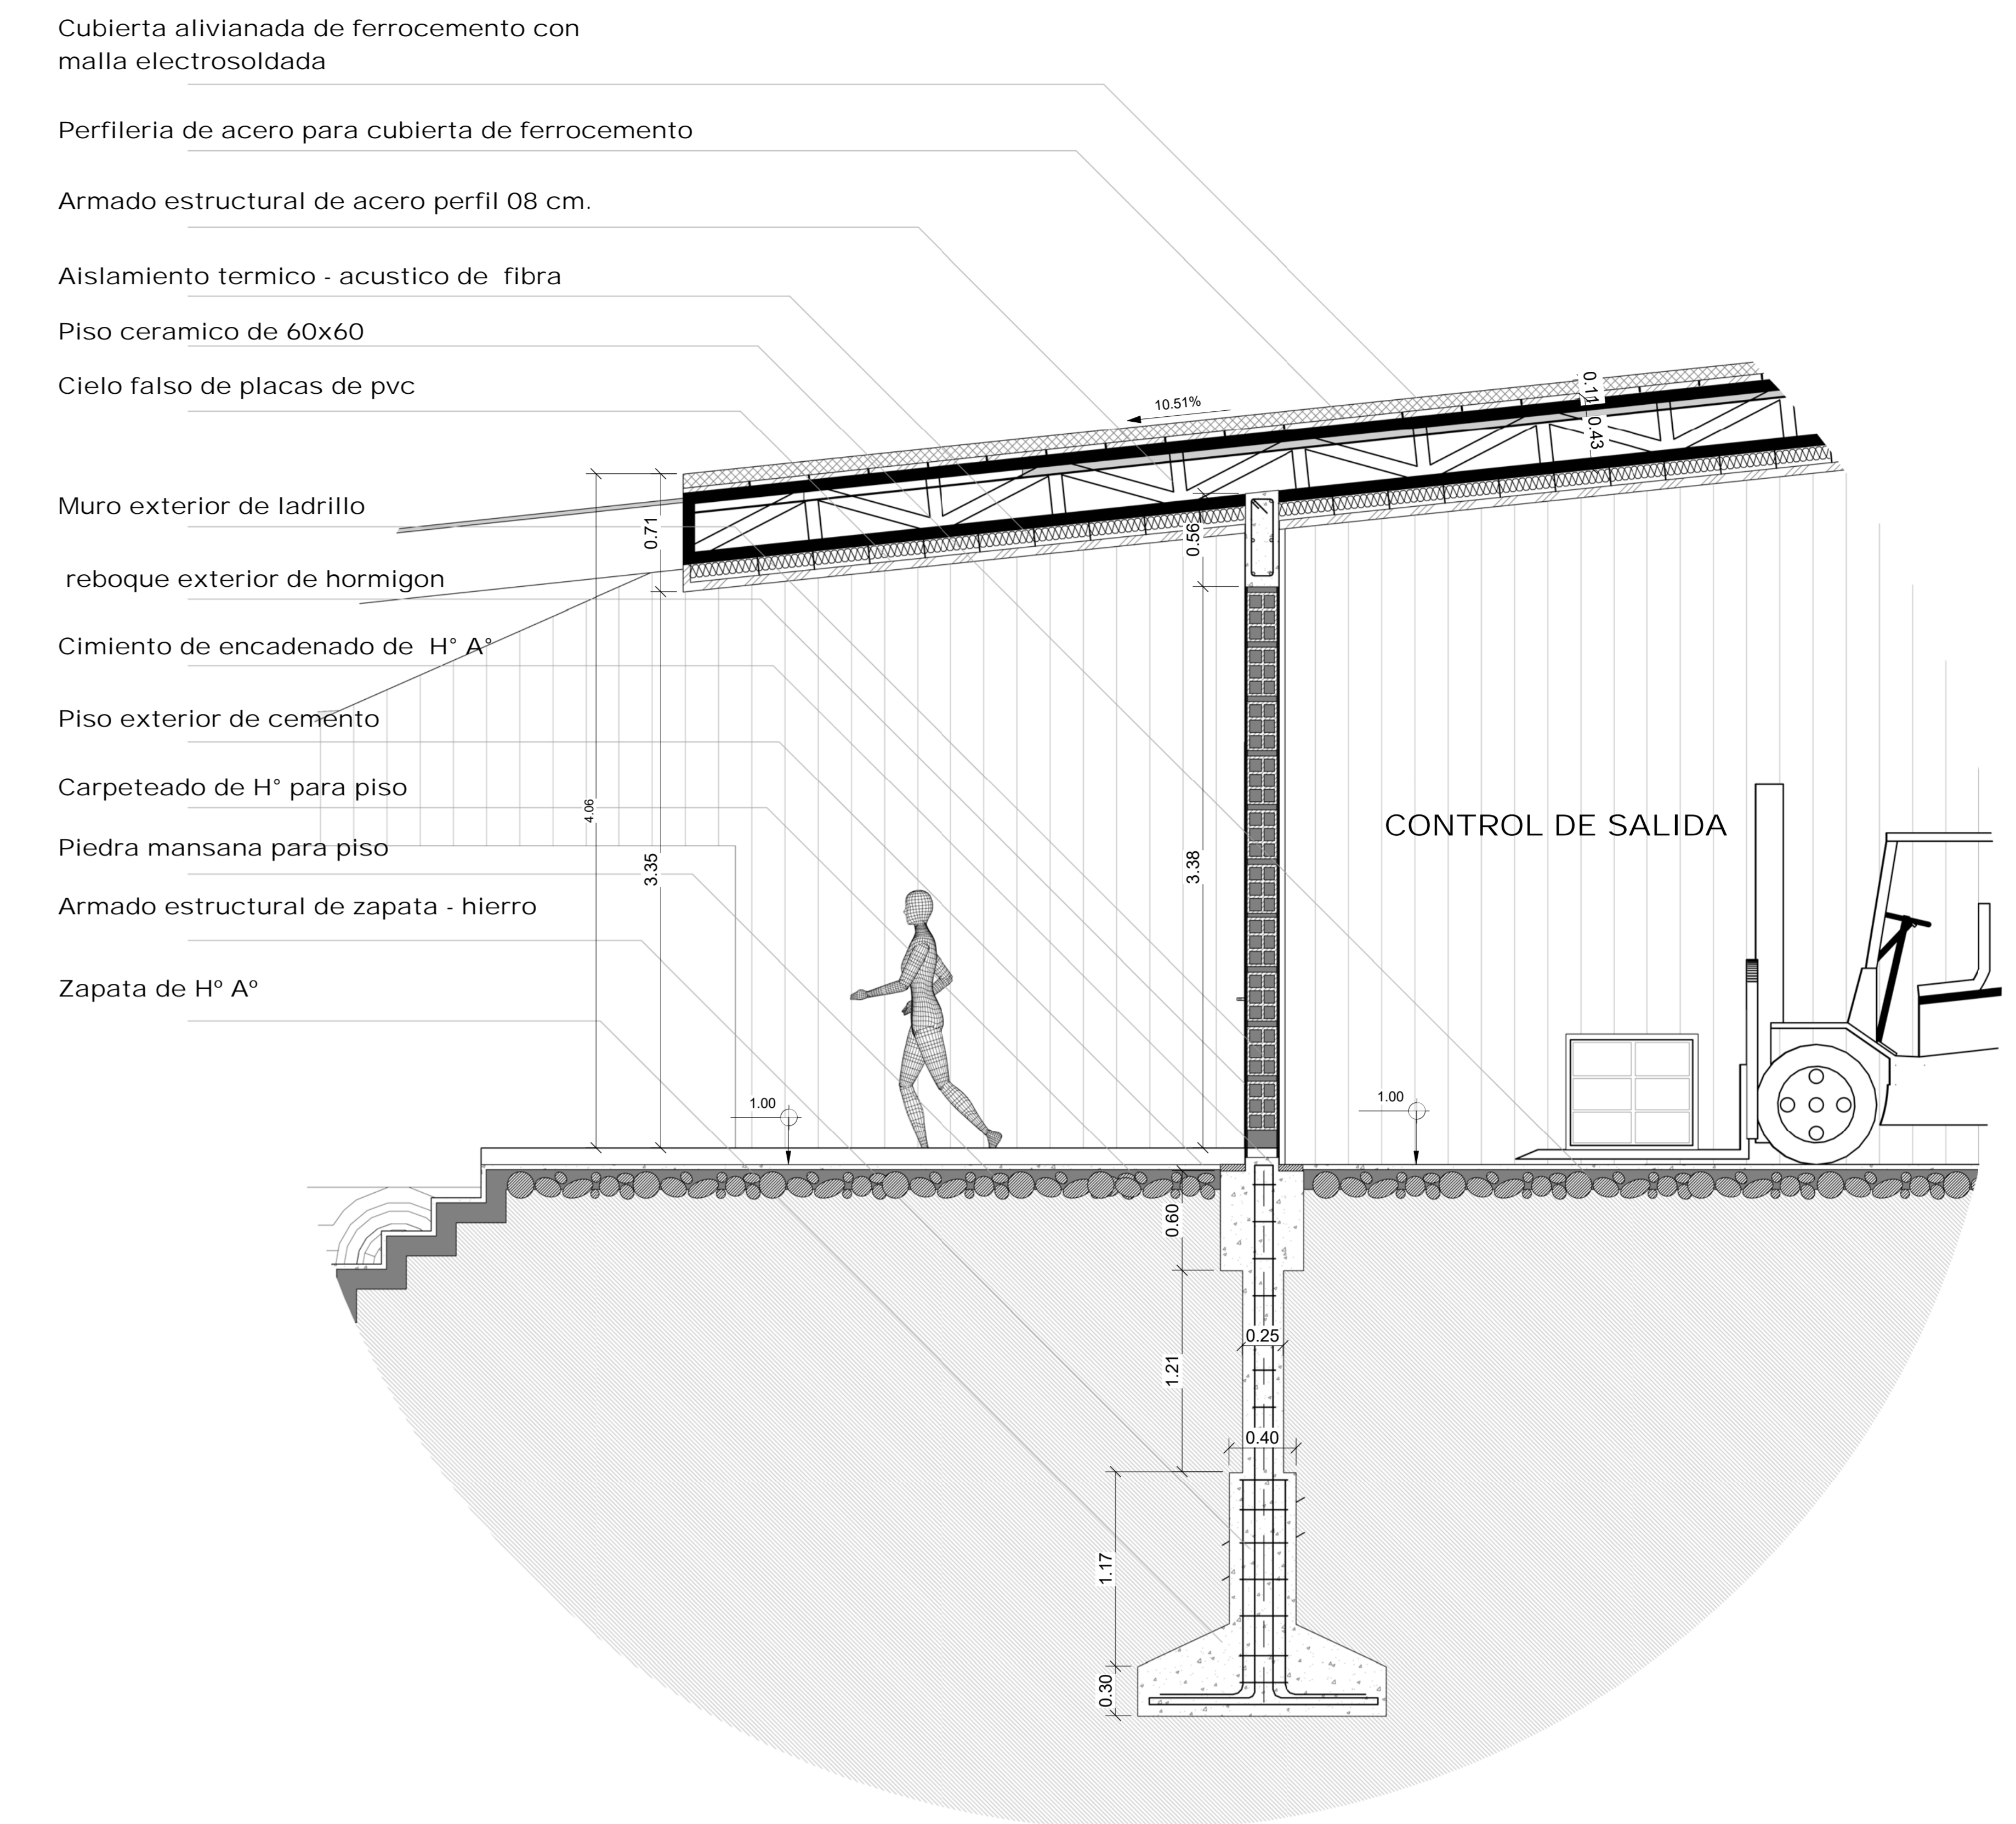 Cubierta alivianada de ferrocemento con
malla electrosoldada
Perfileria de acero para cubierta de ferrocemento
Armado estructural de acero perfil 08 cm.
Aislamiento termico - acustico de fibra
Piso ceramico de 60x60
Cielo falso de placas de pvc
Muro exterior de ladrillo
reboque exterior de hormigon
Cimiento de encadenado de H° A°
Piso exterior de cemento
Carpeteado de H° para piso
Piedra mansana para piso
Armado estructural de zapata - hierro
Zapata de Hº Aº
10.51%
0.11
0.43
0.71
0.56
4.06
3.35
3.38
CONTROL DE SALIDA
1.00
1.00
0.60
0.25
1.21
0.40
1.17
0.30